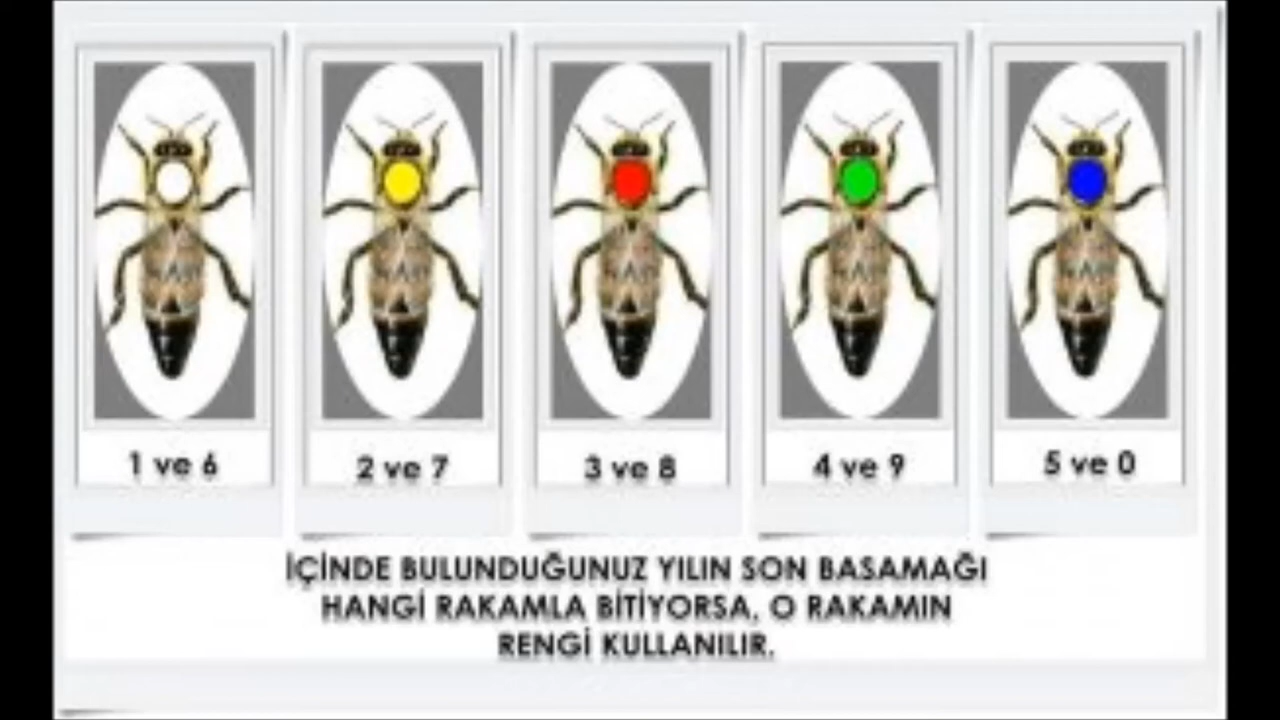 1 ve 6
2 ve 7
3 ve 8
4 ve 9
5 ve 0
İÇİNDE BULUNDUĞUNUZ YILIN SON BASAMAĞI
HANGİ RAKAMLA BİTİYORSA, O RAKAMIN
RENGİ KULLANILIR.